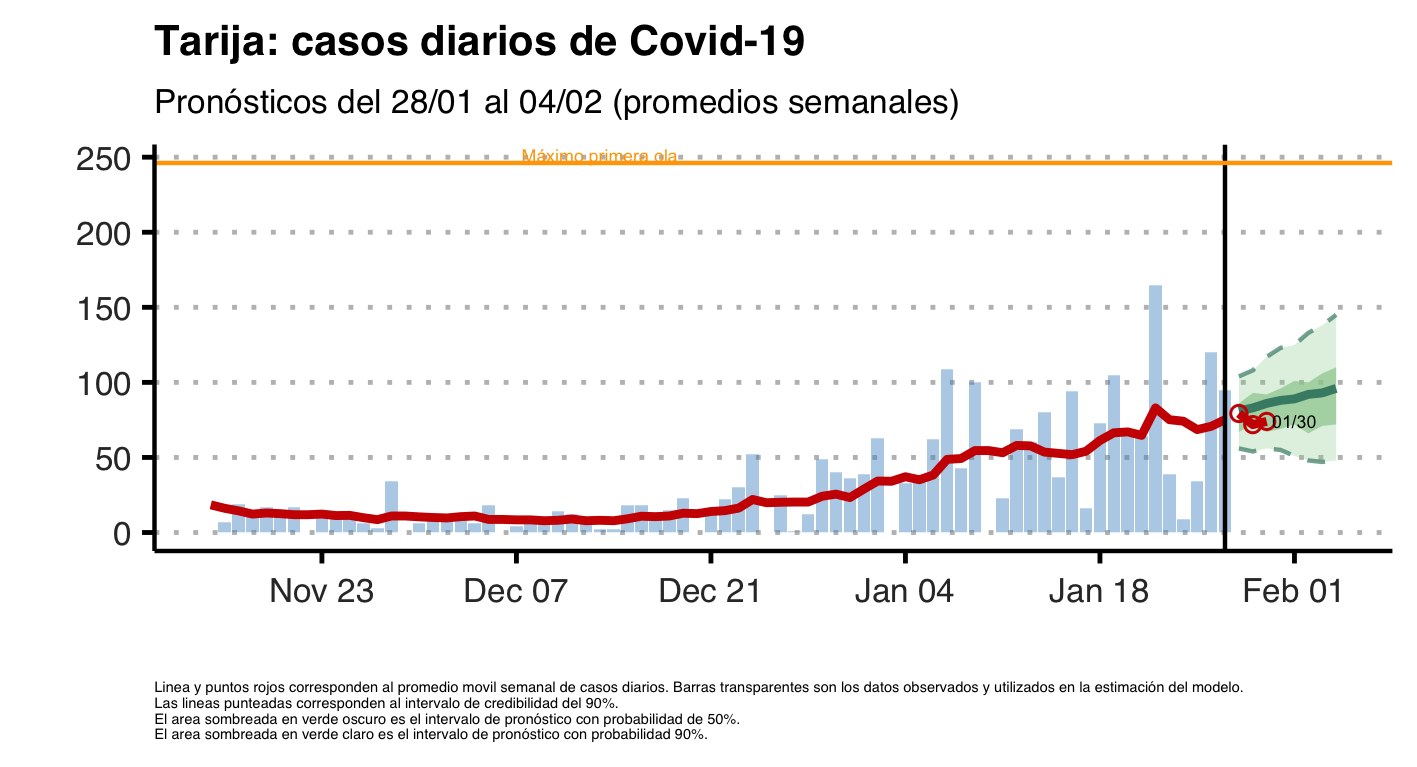 Tarija: casos diarios de Covid-19
Pronósticos del 28/01 al 04/02 (promedios semanales)
Máximo primera ola
250
200
150
100
50
0
01/30
Nov 23
Dec 07
Dec 21
Jan 04
Jan 18
Feb 01
Linea y puntos rojos corresponden al promedio movil semanal de casos diarios. Barras transparentes son los datos observados y utilizados en la estimación del modelo.
Las lineas punteadas corresponden al intervalo de credibilidad del 90%.
El area sombreada en verde oscuro es el intervalo de pronóstico con probabilidad de 50%.
El area sombreada en verde claro es el intervalo de pronóstico con probabilidad 90%.